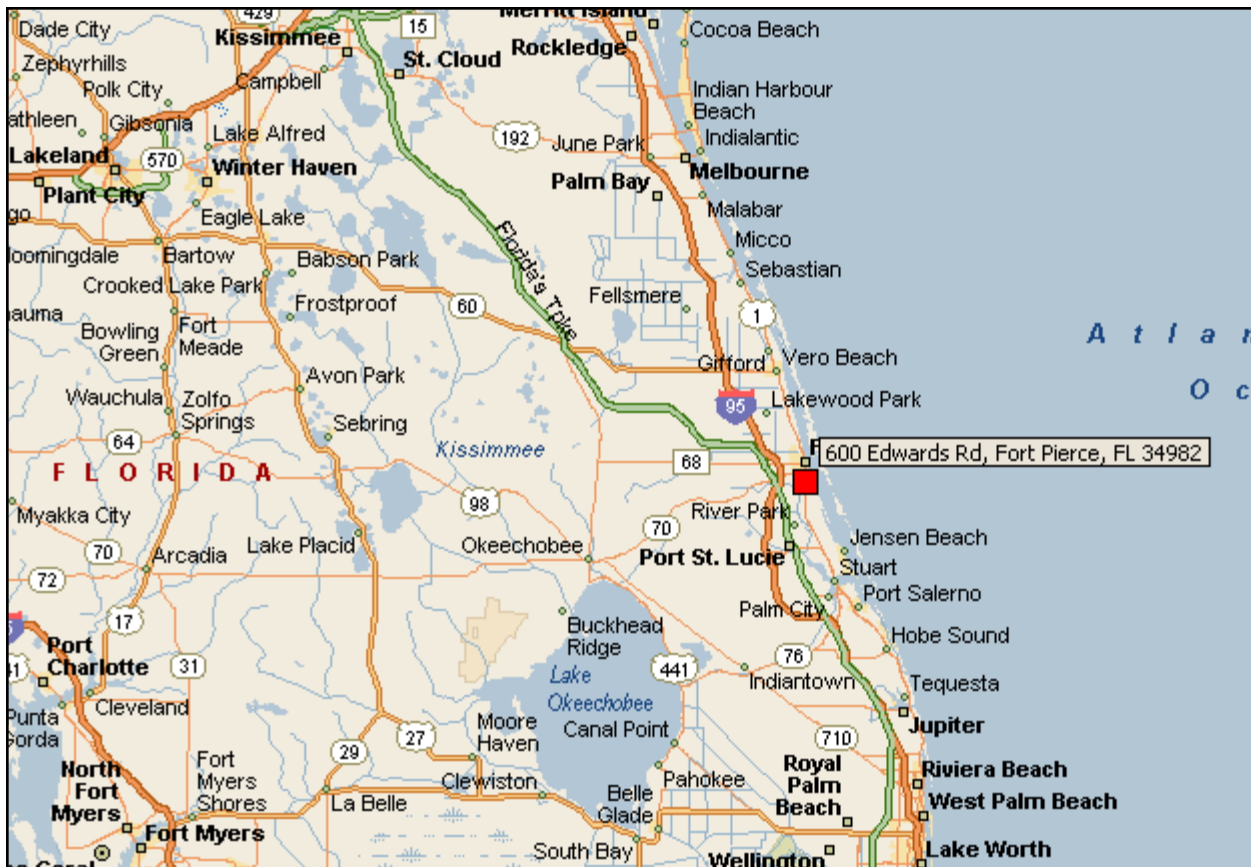 429
15
Merritt Island
Dade City
Kissimmee
Rockledge
Cocoa Beach
St. Cloud
Zephyrhills
Campbell
Polk City
Indian Harbour
Beach
athleen
Gibsonia
Lake Alfred
192
June Park
Indialantic
Lakeland
570
Winter Haven
Melbourne
Plant City
Palm Bay
go
Eagle Lake
Malabar
Florida's Tpke
Micco
loomingdale
Bartow
Babson Park
Sebastian
Crooked Lake Park
Frostproof
60
Fellsmere
1
auma
Bowling
Green
Fort
Meade
Atlan
Gifford
Vero Beach
Avon Park
Wauchula
Zolfo
Springs
95
Lakewood Park
Oc
Sebring
64
Kissimmee
F
600 Edwards Rd, Fort Pierce, FL 34982
FLORIDA
68
98
Myakka City
River Park
70
70
Lake Placid
Okeechobee
Jensen Beach
Arcadia
Port St. Lucie
Stuart
72
Port Salerno
17
Palm City
Buckhead
Ridge
Hobe Sound
Port
Charlotte
31
76
41
441
Lake
Okeechobee
Indiantown
Tequesta
Cleveland
Punta
Gorda
Moore
Haven
Canal Point
Jupiter
27
710
29
North
Fort
Myers
Fort
Myers
Shores
Royal
Palm
Beach
Riviera Beach
Clewiston
Pahokee
La Belle
Belle
Glade
West Palm Beach
Fort Myers
South Bay
Lake Worth
Wellington
Coral